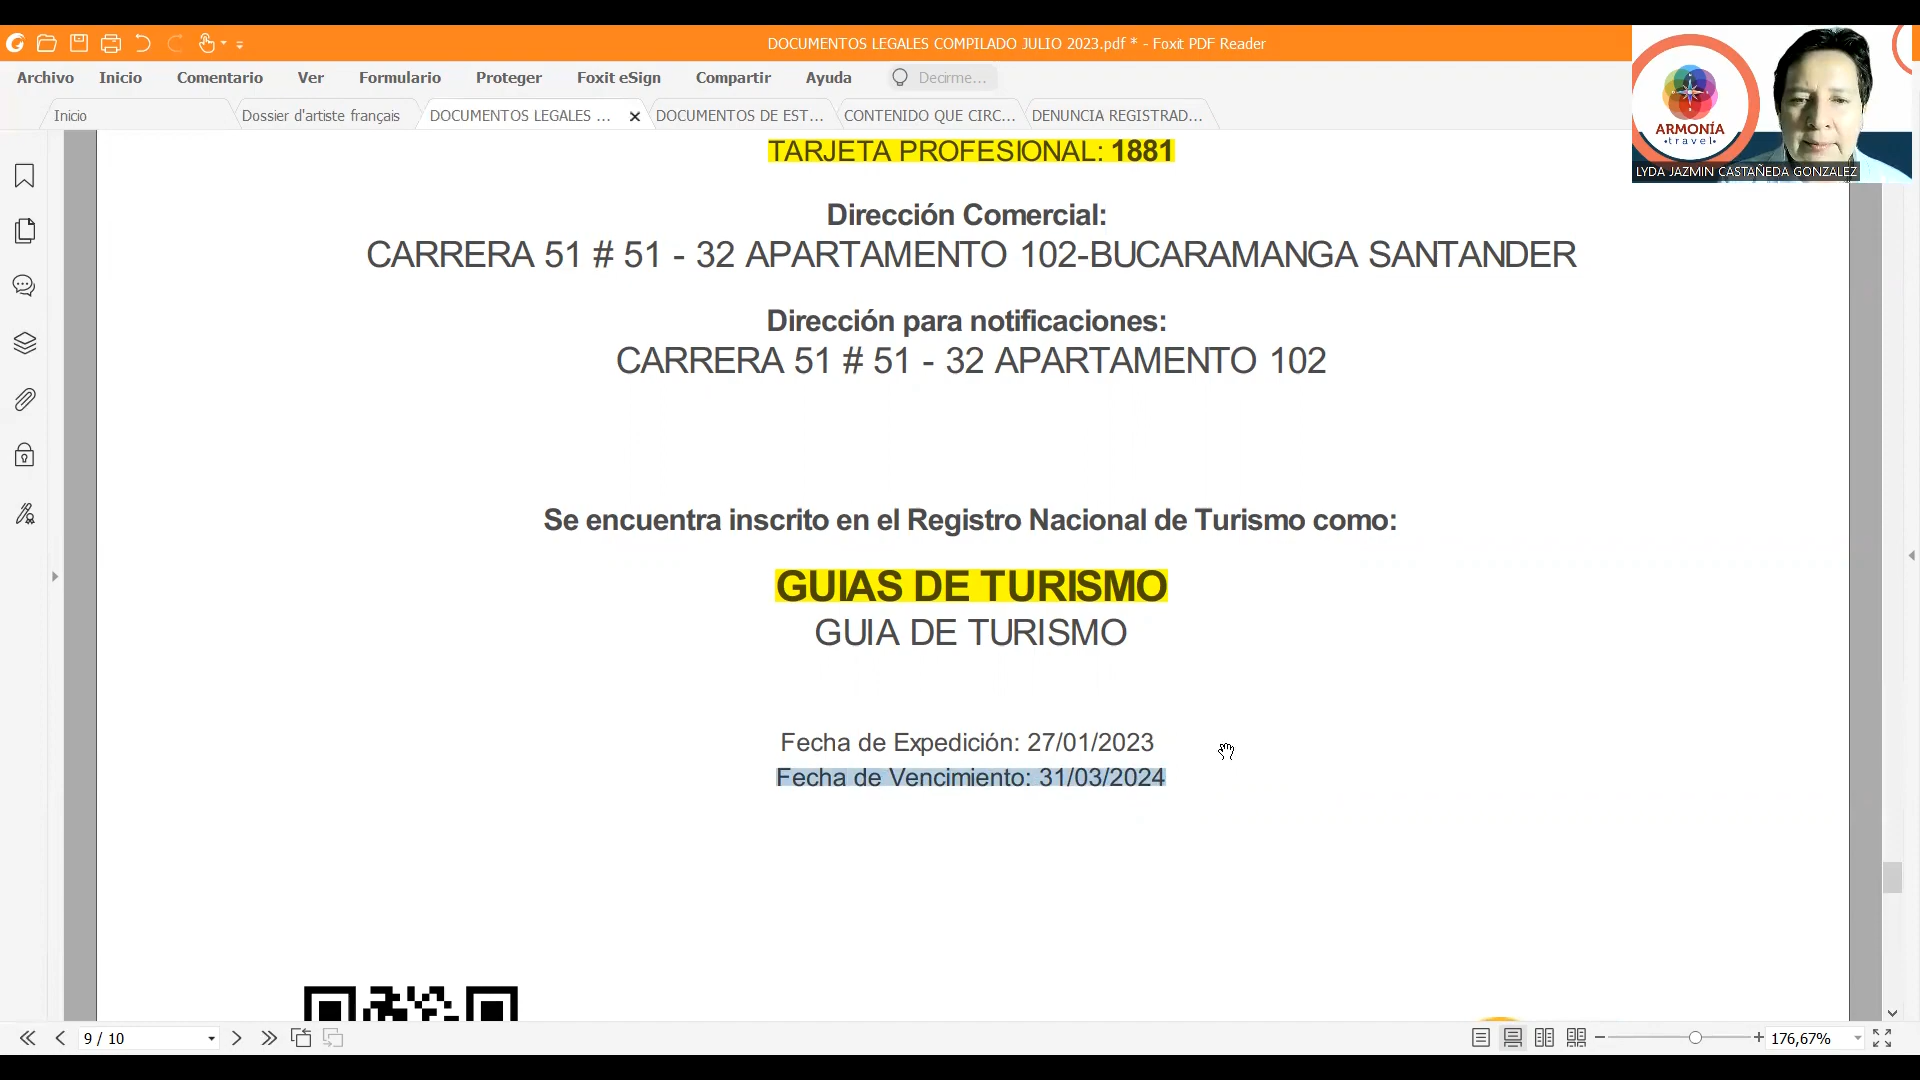 DOCUMENTOS LEGALES COMPILADO JULIO 2023.pdf * - Foxit PDF Reader
Archivo Inicio Comentario Ver Formulario Proteger Foxit eSign Compartir Ayuda Decirme...
Inicio Dossier d'artiste français DOCUMENTOS LEGALES ... DOCUMENTOS DE EST... CONTENIDO QUE CIRC... DENUNCIA REGISTRAD...
ARMONÍA
•travel•
LYDA JAZMIN CASTAÑEDA GONZALEZ
TARJETA PROFESIONAL: 1881
Dirección Comercial:
CARRERA 51 # 51 - 32 APARTAMENTO 102-BUCARAMANGA SANTANDER
Dirección para notificaciones:
CARRERA 51 # 51 - 32 APARTAMENTO 102
Se encuentra inscrito en el Registro Nacional de Turismo como:
GUIAS DE TURISMO
GUIA DE TURISMO
Fecha de Expedición: 27/01/2023
Fecha de Vencimiento: 31/03/2024
9 / 10
176,67%